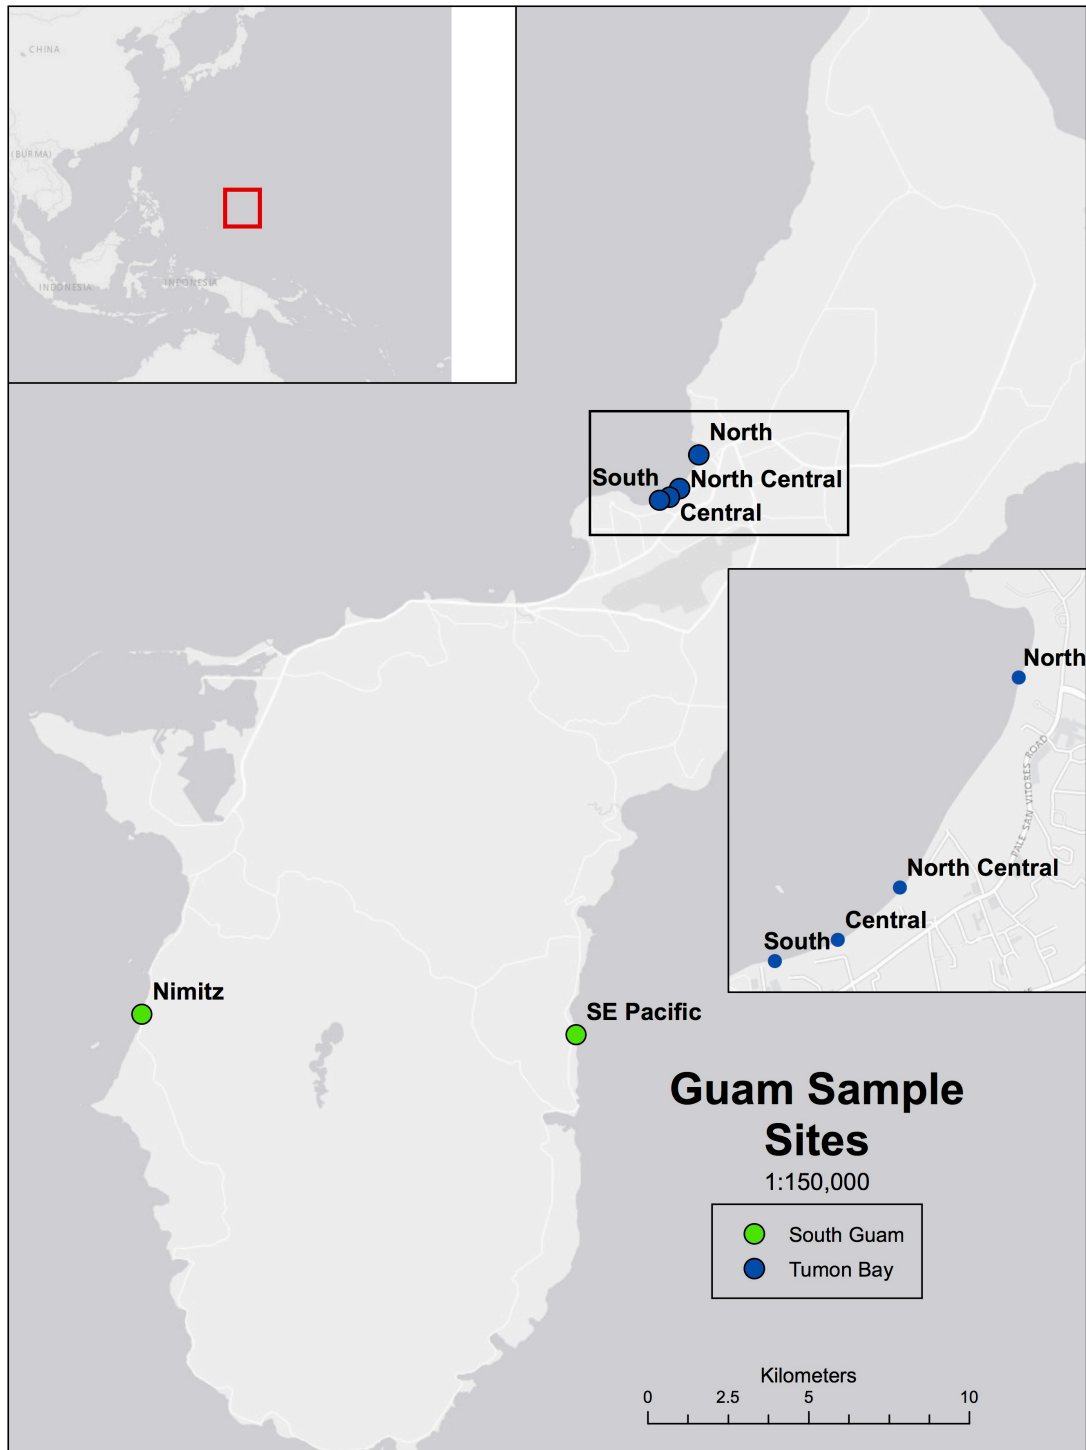 CHINA
(BURMA)
INDONESIA
INDONESIA
North
South
North Central
Central
North
PALE SAN VITORES ROAD
North Central
Central
South
Nimitz
SE Pacific
Guam Sample
Sites
1:150,000
South Guam
Tumon Bay
Kilometers
0 2.5 5 10